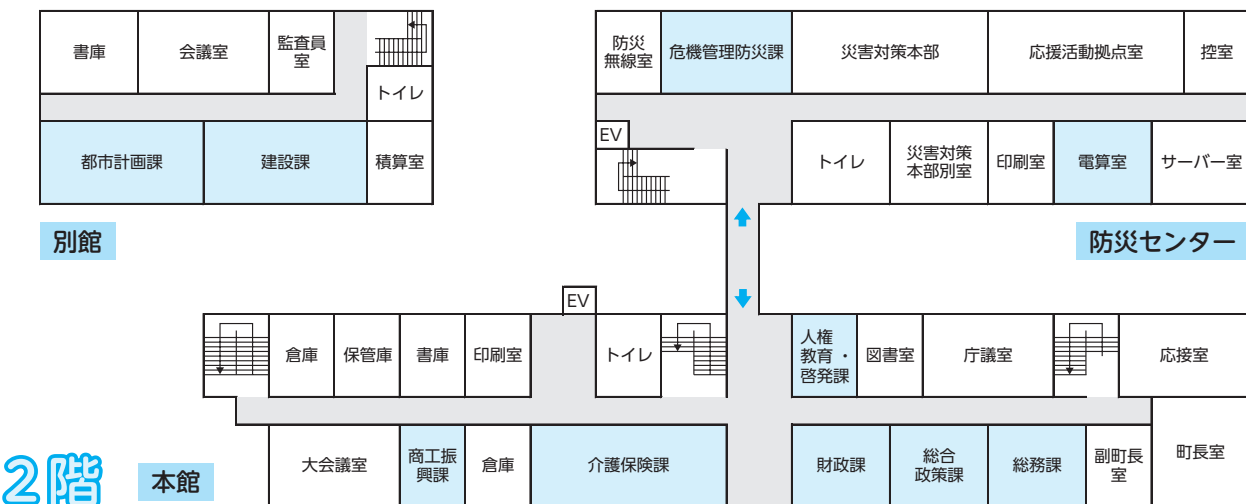 書庫
会議室
監査員
室
トイレ
都市計画課
建設課
積算室
別館
防災
無線室
危機管理防災課
災害対策本部
応援活動拠点室
控室
EV
トイレ
災害対策
本部別室
印刷室
電算室
サーバー室
防災センター
EV
倉庫
保管庫
書庫
印刷室
トイレ
人権
教育・
啓発課
図書室
庁議室
応接室
大会議室
商工振
興課
倉庫
介護保険課
財政課
総合
政策課
総務課
副町長
室
町長室
2階
本館